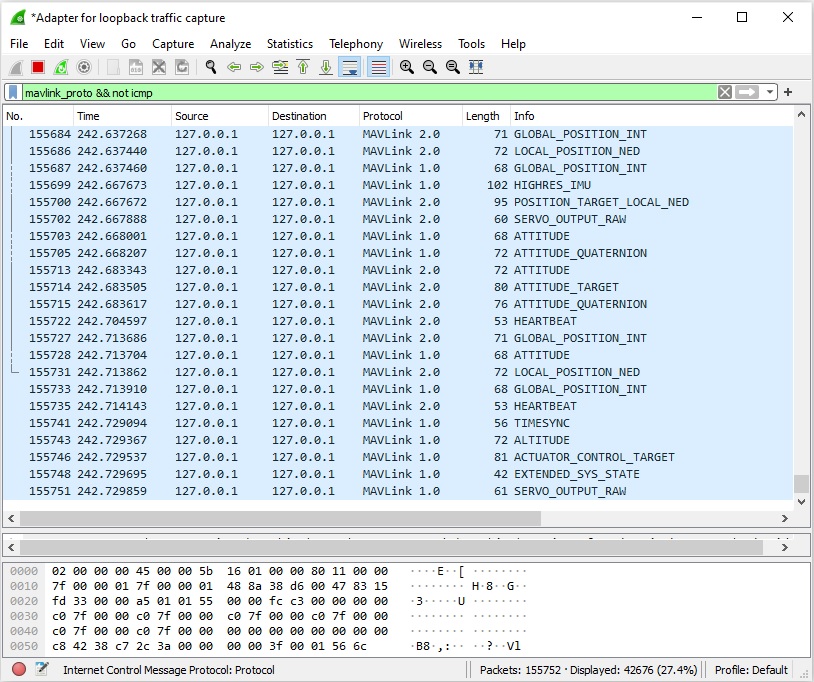 *Adapter for loopback traffic capture
File Edit View Go Capture Analyze Statistics Telephony Wireless Tools Help
mavlink_proto && not icmp
No. Time Source Destination Protocol Length Info
155684 242.637268 127.0.0.1 127.0.0.1 MAVLink 2.0 71 GLOBAL_POSITION_INT
155686 242.637440 127.0.0.1 127.0.0.1 MAVLink 2.0 72 LOCAL_POSITION_NED
155687 242.637460 127.0.0.1 127.0.0.1 MAVLink 1.0 68 GLOBAL_POSITION_INT
155699 242.667673 127.0.0.1 127.0.0.1 MAVLink 1.0 102 HIGHRES_IMU
155700 242.667672 127.0.0.1 127.0.0.1 MAVLink 2.0 95 POSITION_TARGET_LOCAL_NED
155702 242.667888 127.0.0.1 127.0.0.1 MAVLink 2.0 60 SERVO_OUTPUT_RAW
155703 242.668001 127.0.0.1 127.0.0.1 MAVLink 1.0 68 ATTITUDE
155705 242.668207 127.0.0.1 127.0.0.1 MAVLink 1.0 72 ATTITUDE_QUATERNION
155713 242.683343 127.0.0.1 127.0.0.1 MAVLink 2.0 72 ATTITUDE
155714 242.683505 127.0.0.1 127.0.0.1 MAVLink 2.0 80 ATTITUDE_TARGET
155715 242.683617 127.0.0.1 127.0.0.1 MAVLink 2.0 76 ATTITUDE_QUATERNION
155722 242.704597 127.0.0.1 127.0.0.1 MAVLink 2.0 53 HEARTBEAT
155727 242.713686 127.0.0.1 127.0.0.1 MAVLink 2.0 71 GLOBAL_POSITION_INT
155728 242.713704 127.0.0.1 127.0.0.1 MAVLink 1.0 68 ATTITUDE
155731 242.713862 127.0.0.1 127.0.0.1 MAVLink 2.0 72 LOCAL_POSITION_NED
155733 242.713910 127.0.0.1 127.0.0.1 MAVLink 1.0 68 GLOBAL_POSITION_INT
155735 242.714143 127.0.0.1 127.0.0.1 MAVLink 2.0 53 HEARTBEAT
155741 242.729094 127.0.0.1 127.0.0.1 MAVLink 1.0 56 TIMESYNC
155743 242.729367 127.0.0.1 127.0.0.1 MAVLink 1.0 72 ALTITUDE
155746 242.729537 127.0.0.1 127.0.0.1 MAVLink 1.0 81 ACTUATOR_CONTROL_TARGET
155748 242.729695 127.0.0.1 127.0.0.1 MAVLink 1.0 42 EXTENDED_SYS_STATE
155751 242.729859 127.0.0.1 127.0.0.1 MAVLink 1.0 61 SERVO_OUTPUT_RAW
0000 02 00 00 00 45 00 00 5b 16 01 00 00 80 11 00 00 ····E··[ ········
0010 7f 00 00 01 7f 00 00 01 48 8a 38 d6 00 47 83 15 ········ H·8··G··
0020 fd 33 00 00 a5 01 01 55 00 00 fc c3 00 00 00 00 ·3·····U ········
0030 c0 7f 00 00 c0 7f 00 00 c0 7f 00 00 c0 7f 00 00 ········ ········
0040 c0 7f 00 00 c0 7f 00 00 00 00 00 00 00 00 00 00 ········ ········
0050 c8 42 38 c7 2c 3a 00 00 00 00 3f 00 01 56 6c ·B8·,:·· ··?··Vl
Internet Control Message Protocol: Protocol Packets: 155752 · Displayed: 42676 (27.4%) Profile: Default